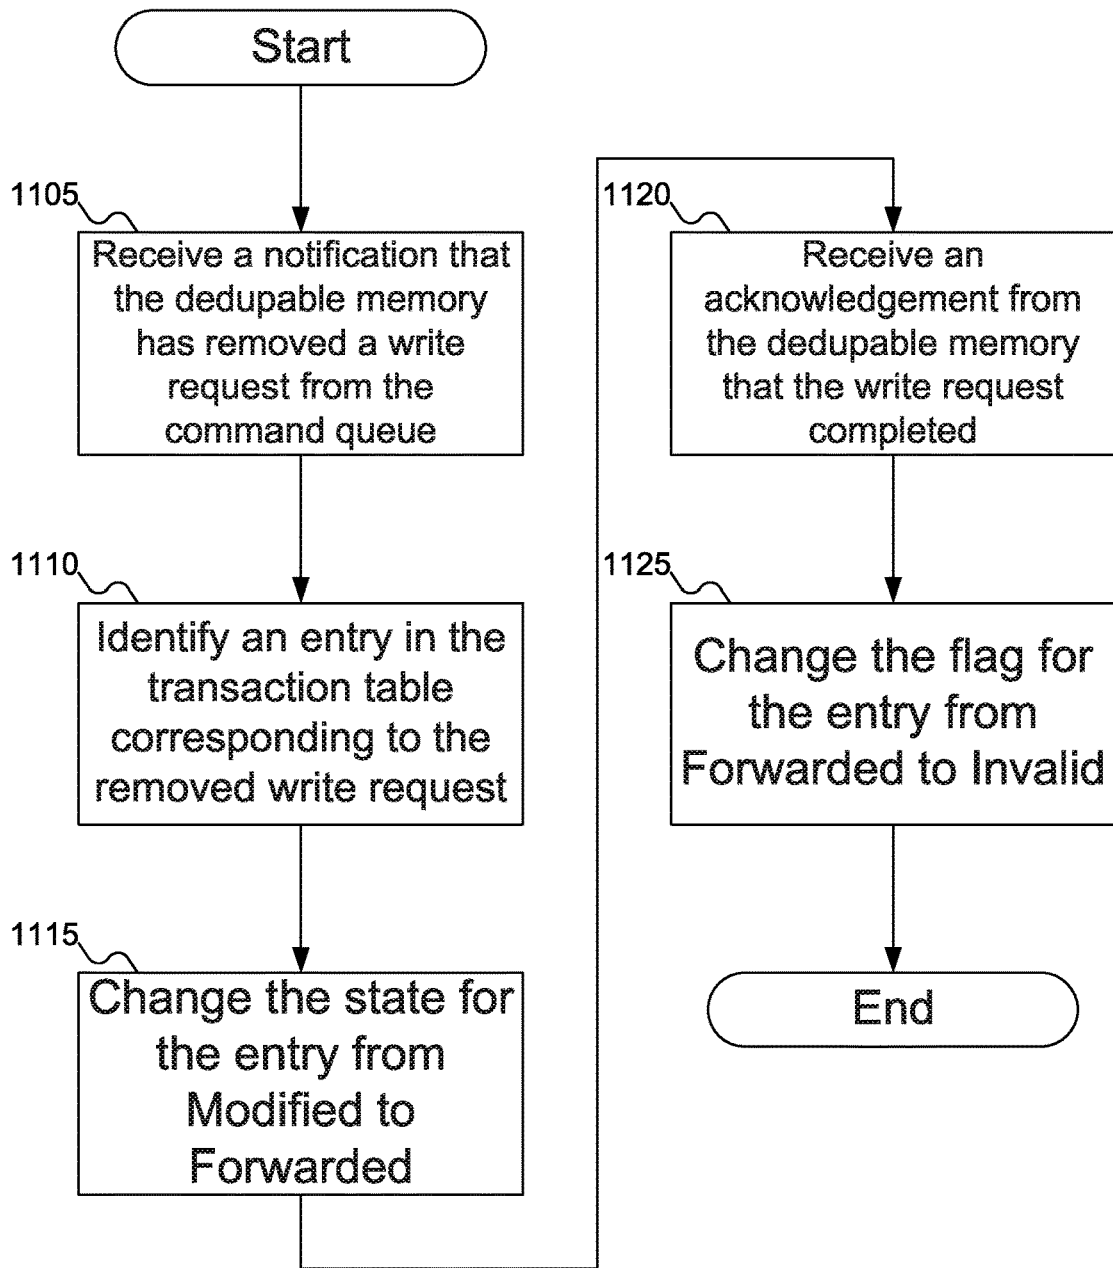 Start
1105
Receive a notification that
the dedupable memory
has removed a write
request from the
command queue
1110
Identify an entry in the
transaction table
corresponding to the
removed write request
1115
Change the state for
the entry from
Modified to
Forwarded
1120
Receive an
acknowledgement from
the dedupable memory
that the write request
completed
1125
Change the flag for
the entry from
Forwarded to Invalid
End